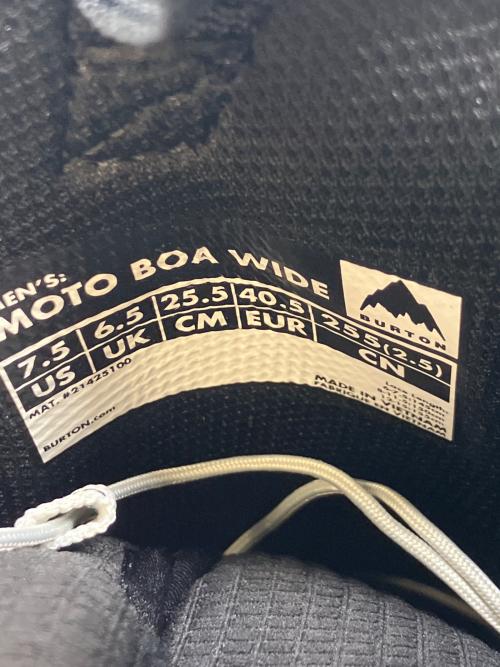 MEN'S:
MOTO BOA WIDE
BURTON
7.5 6.5 25.5 40.5 255(2.5)
US UK CM EUR CN
MAT. #21425100
BURTON.com
MADE IN VIETNAM